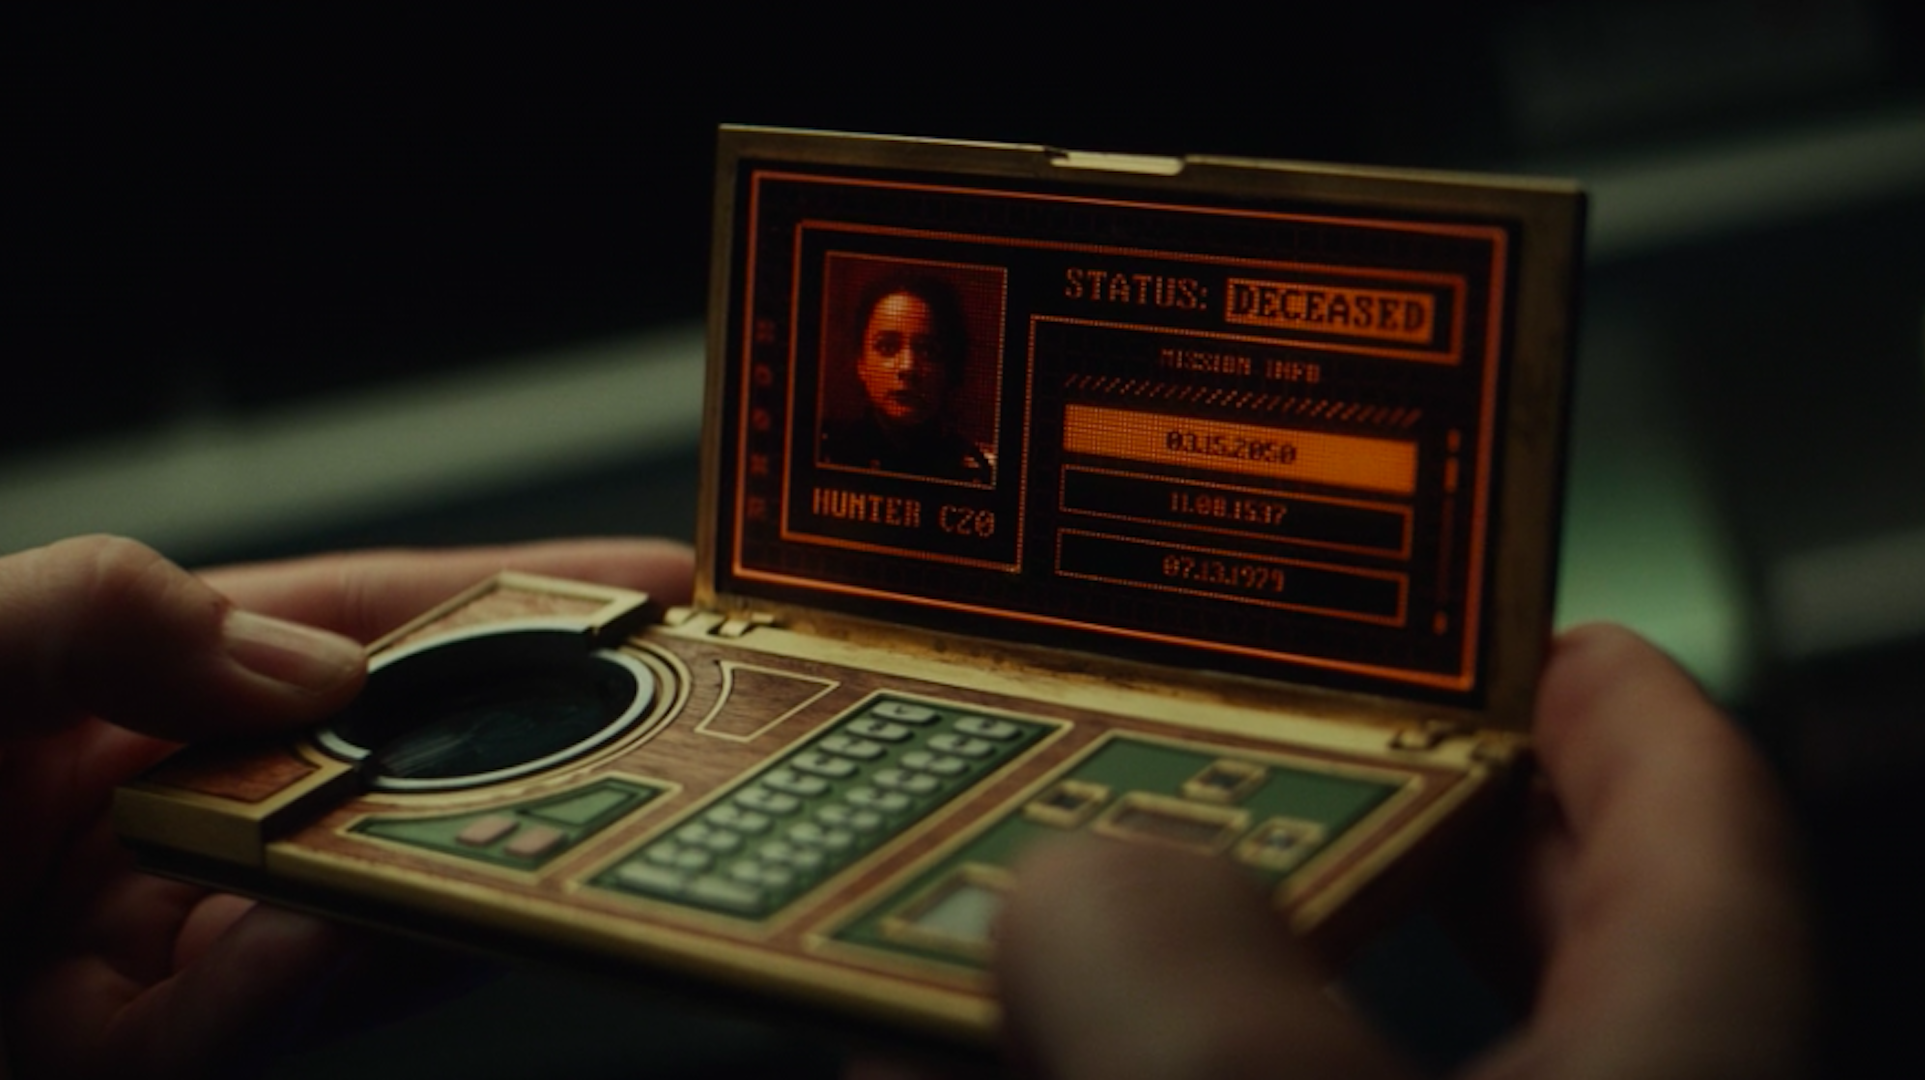 STATUS: DECEASED
MISSION INFO
03.15.2050
11.08.1537
07.13.1979
HUNTER C20